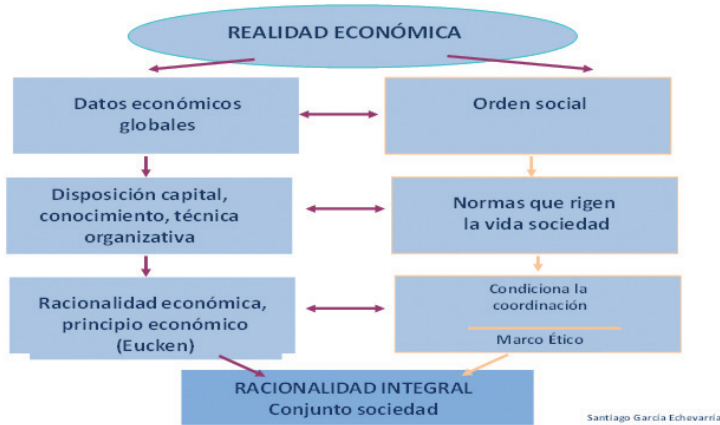 REALIDAD ECONÓMICA
Datos económicos
globales
Orden social
Disposición capital,
conocimiento, técnica
organizativa
Normas que rigen
la vida sociedad
Racionalidad económica,
principio económico
(Eucken)
Condiciona la
coordinación
Marco Ético
RACIONALIDAD INTEGRAL
Conjunto sociedad
Santiago García Echevarría